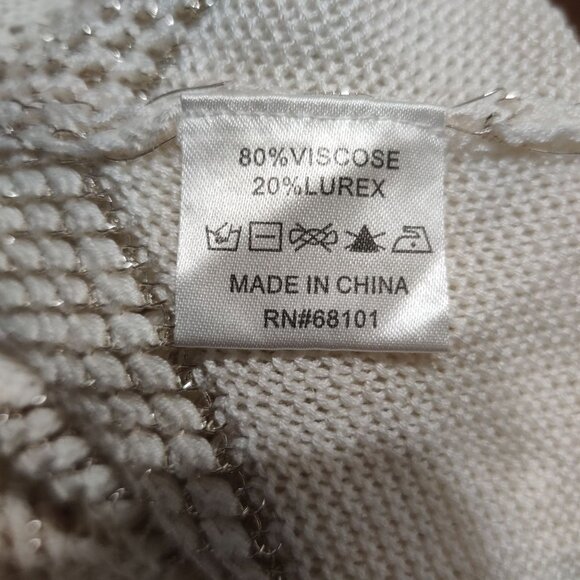 80%VISCOSE
20%LUREX
MADE IN CHINA
RN#68101